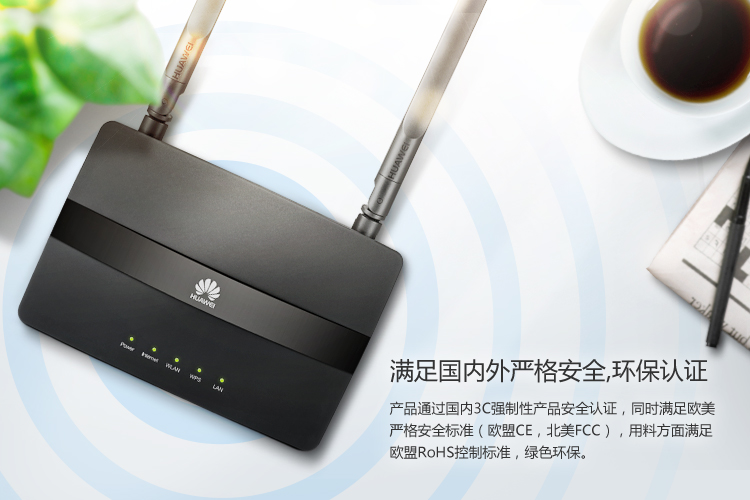 HUAWEI
HUAWEI
HUAWEI
Power Internet WLAN WPS LAN
满足国内外严格安全,环保认证
产品通过国内3C强制性产品安全认证，同时满足欧美
严格安全标准（欧盟CE，北美FCC），用料方面满足
欧盟RoHS控制标准，绿色环保。